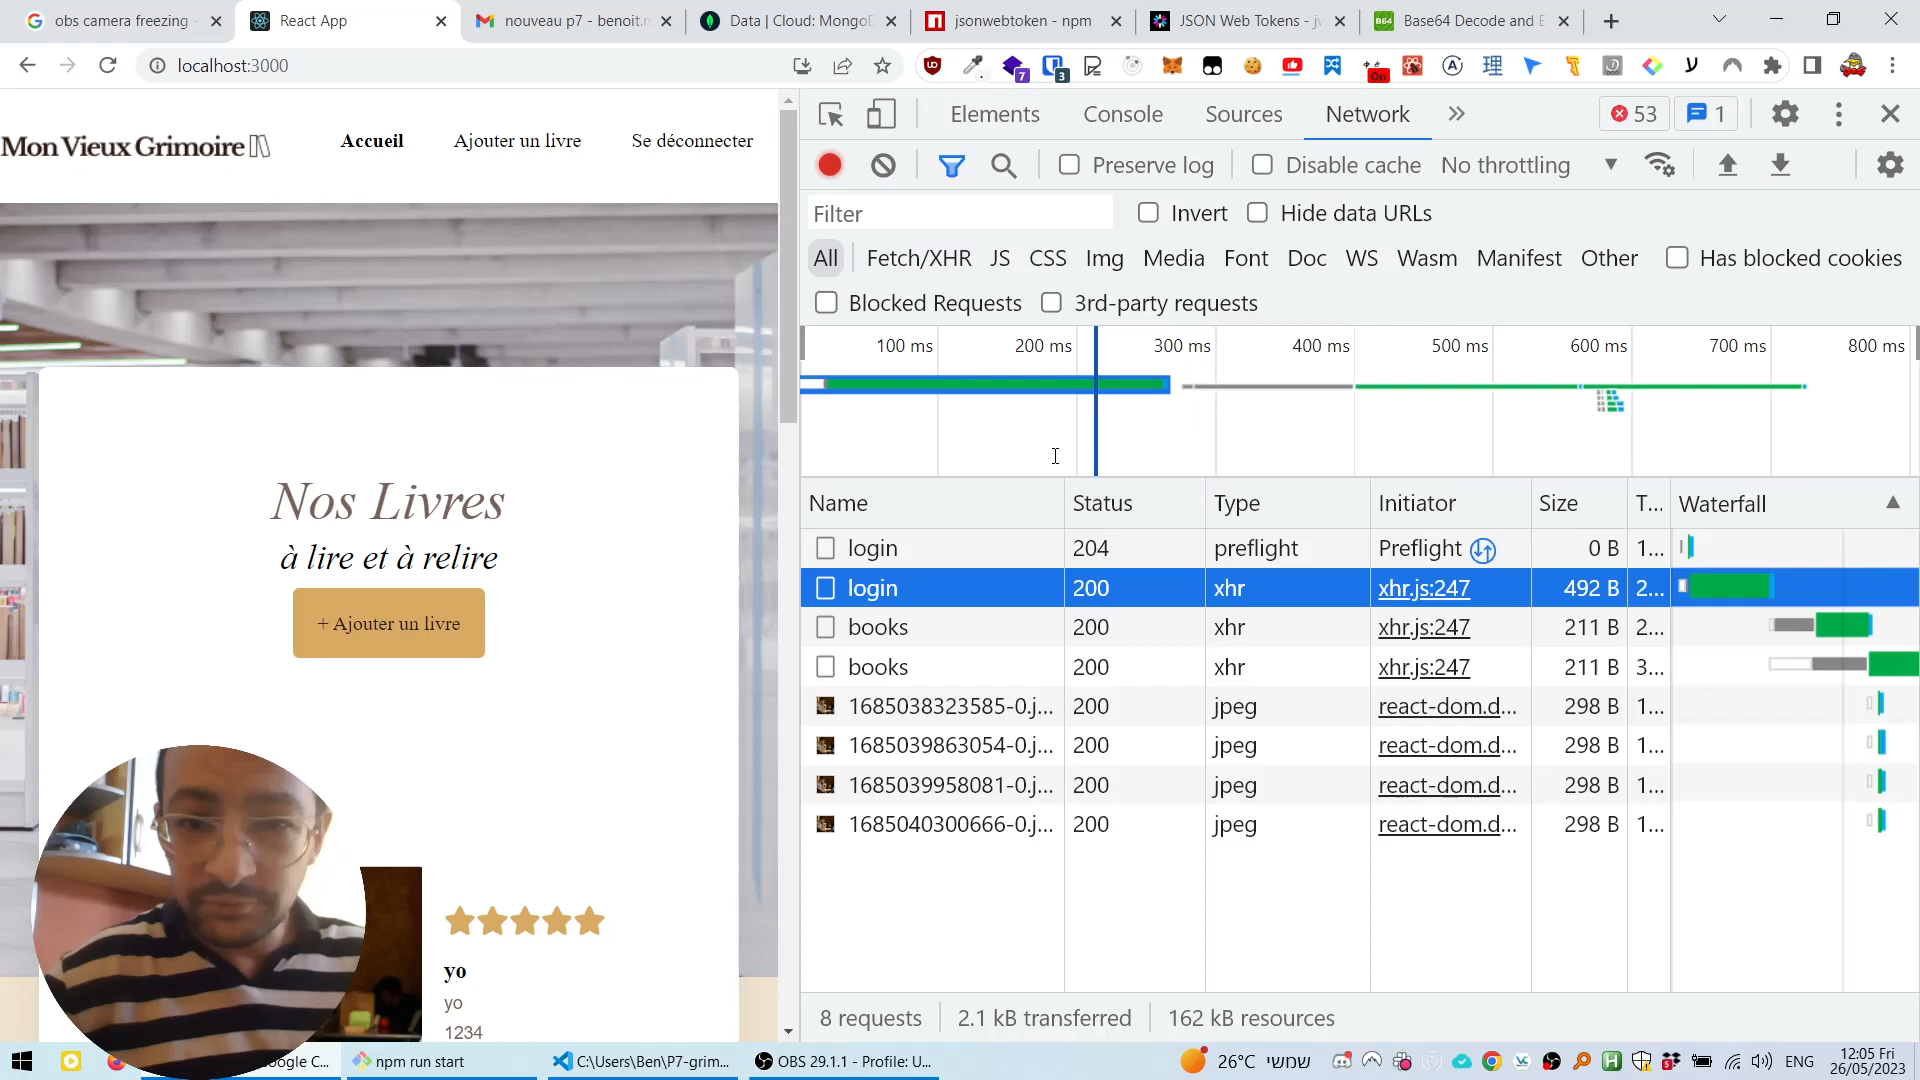 obs camera freezing -
React App
nouveau p7 - benoit.n
Data | Cloud: MongoD
jsonwebtoken - npm
JSON Web Tokens - jw
Base64 Decode and E
localhost:3000
7
3
On
Mon Vieux Grimoire
Accueil
Ajouter un livre
Se déconnecter
Nos Livres
à lire et à relire
+ Ajouter un livre
yo
yo
1234
Elements
Console
Sources
Network
53
1
Preserve log
Disable cache
No throttling
Filter
Invert
Hide data URLs
All
Fetch/XHR
JS
CSS
Img
Media
Font
Doc
WS
Wasm
Manifest
Other
Has blocked cookies
Blocked Requests
3rd-party requests
100 ms
200 ms
300 ms
400 ms
500 ms
600 ms
700 ms
800 ms
Name Status Type Initiator Size T... Waterfall
login 204 preflight Preflight 0 B 1...
login 200 xhr xhr.js:247 492 B 2...
books 200 xhr xhr.js:247 211 B 2...
books 200 xhr xhr.js:247 211 B 3...
1685038323585-0.j... 200 jpeg react-dom.d... 298 B 1...
1685039863054-0.j... 200 jpeg react-dom.d... 298 B 1...
1685039958081-0.j... 200 jpeg react-dom.d... 298 B 1...
1685040300666-0.j... 200 jpeg react-dom.d... 298 B 1...
8 requests
2.1 kB transferred
162 kB resources
oogle C...
npm run start
C:\Users\Ben\P7-grim...
OBS 29.1.1 - Profile: U...
26°C
שמשי
ENG
12:05 Fri
26/05/2023